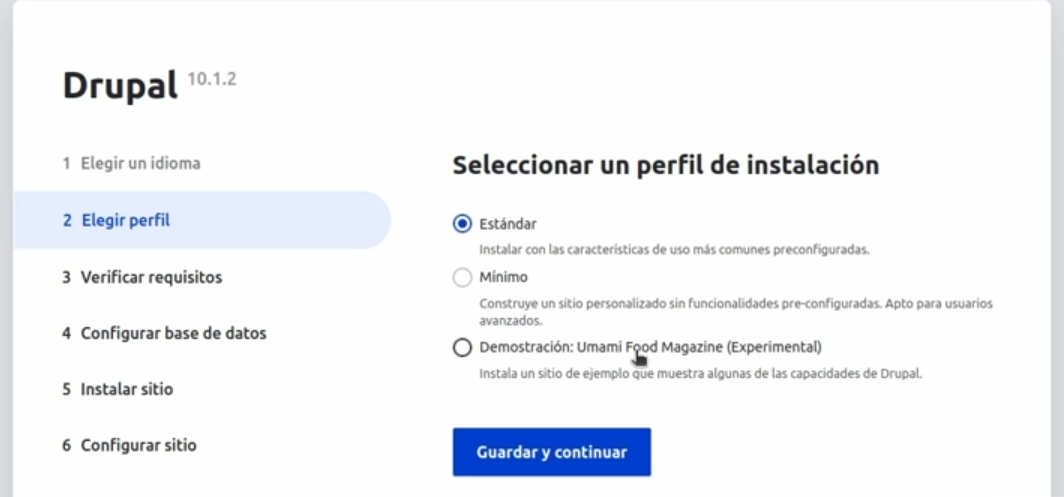 Drupal 10.1.2
1 Elegir un idioma
2 Elegir perfil
3 Verificar requisitos
4 Configurar base de datos
5 Instalar sitio
6 Configurar sitio
Seleccionar un perfil de instalación
Estándar
Instalar con las características de uso más comunes preconfiguradas.
Mínimo
Construye un sitio personalizado sin funcionalidades pre-configuradas. Apto para usuarios
avanzados.
Demostración: Umami Food Magazine (Experimental)
Instala un sitio de ejemplo que muestra algunas de las capacidades de Drupal.
Guardar y continuar